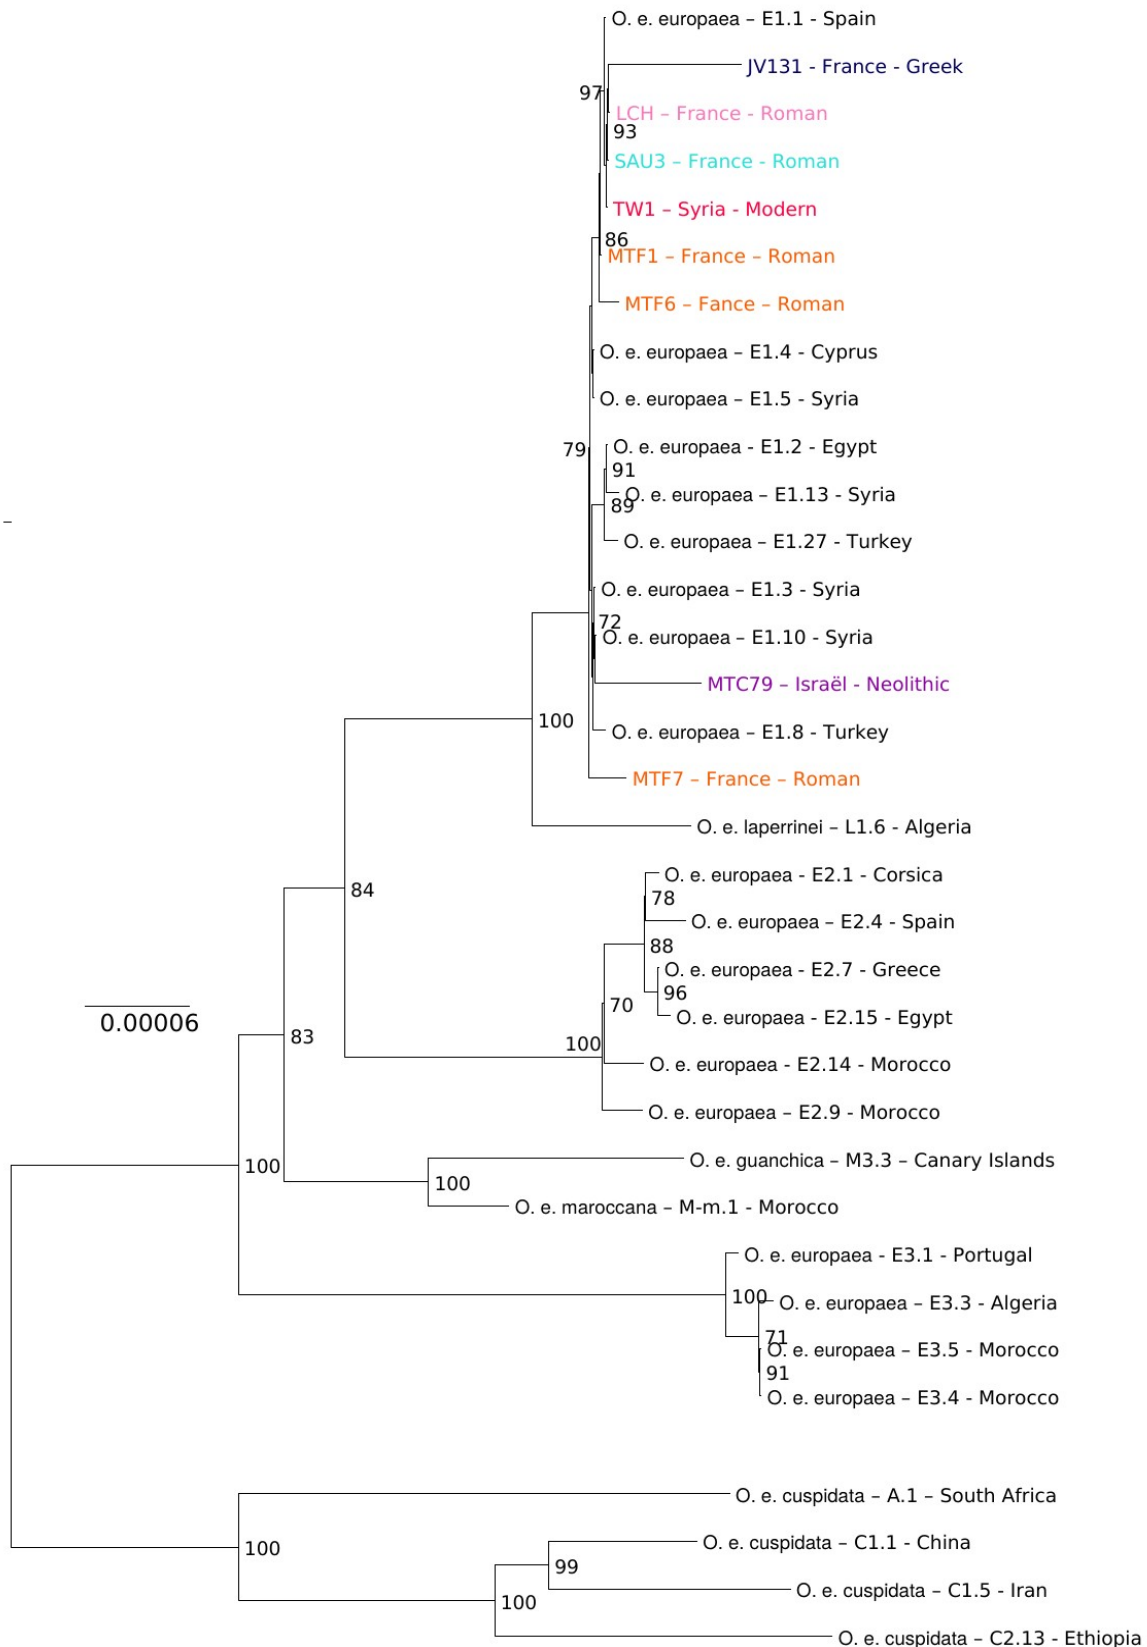 O. e. europaea – E1.1 - Spain
JV131 - France - Greek
97
LCH – France - Roman
93
SAU3 – France - Roman
TW1 – Syria - Modern
86
MTF1 – France – Roman
MTF6 – Fance – Roman
O. e. europaea – E1.4 - Cyprus
O. e. europaea – E1.5 - Syria
79
O. e. europaea - E1.2 - Egypt
91
O. e. europaea – E1.13 - Syria
89
O. e. europaea – E1.27 - Turkey
O. e. europaea – E1.3 - Syria
72
O. e. europaea – E1.10 - Syria
MTC79 – Israël - Neolithic
100
O. e. europaea – E1.8 - Turkey
MTF7 – France – Roman
O. e. laperrinei – L1.6 - Algeria
O. e. europaea - E2.1 - Corsica
84
78
O. e. europaea – E2.4 - Spain
88
O. e. europaea - E2.7 - Greece
96
70
O. e. europaea – E2.15 - Egypt
0.00006
83
100
O. e. europaea - E2.14 - Morocco
O. e. europaea – E2.9 - Morocco
O. e. guanchica – M3.3 – Canary Islands
100
100
O. e. maroccana – M-m.1 - Morocco
O. e. europaea - E3.1 - Portugal
100
O. e. europaea – E3.3 - Algeria
71
O. e. europaea – E3.5 - Morocco
91
O. e. europaea – E3.4 - Morocco
O. e. cuspidata – A.1 – South Africa
100
O. e. cuspidata – C1.1 - China
99
O. e. cuspidata – C1.5 - Iran
100
O. e. cuspidata – C2.13 - Ethiopia